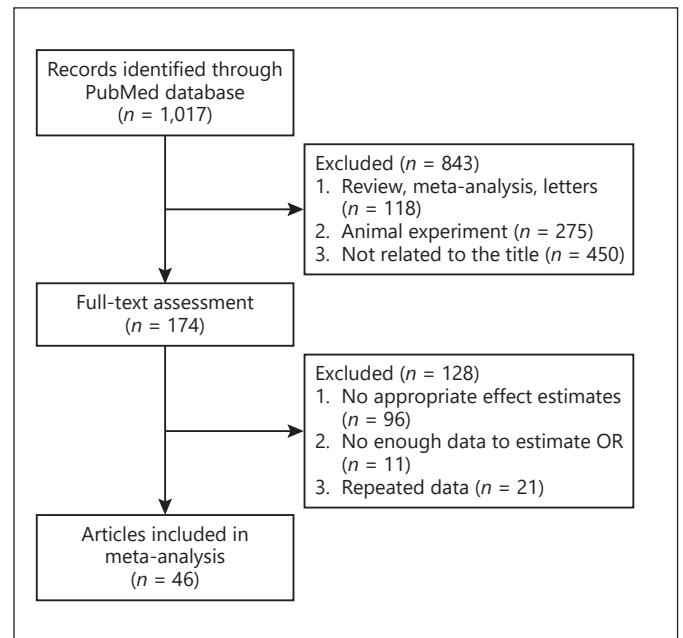 Records identified through
PubMed database
(n = 1,017)
Excluded (n = 843)
1. Review, meta-analysis, letters
(n = 118)
2. Animal experiment (n = 275)
3. Not related to the title (n = 450)
Full-text assessment
(n = 174)
Excluded (n = 128)
1. No appropriate effect estimates
(n = 96)
2. No enough data to estimate OR
(n = 11)
3. Repeated data (n = 21)
Articles included in
meta-analysis
(n = 46)